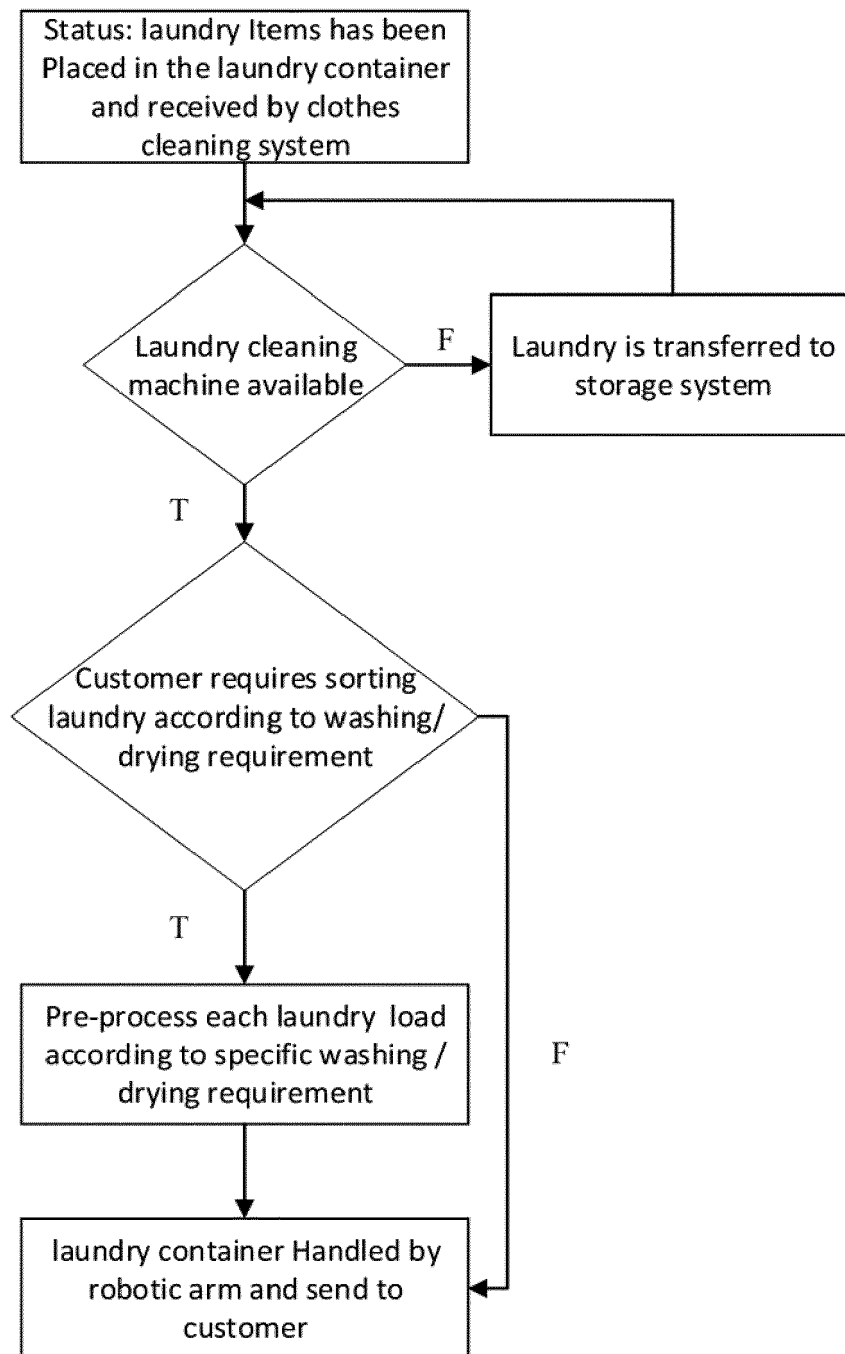 Status: laundry Items has been
Placed in the laundry container
and received by clothes
cleaning system
Laundry cleaning
machine available
F
Laundry is transferred to
storage system
T
Customer requires sorting
laundry according to washing/
drying requirement
T
Pre-process each laundry load
according to specific washing /
drying requirement
F
laundry container Handled by
robotic arm and send to
customer